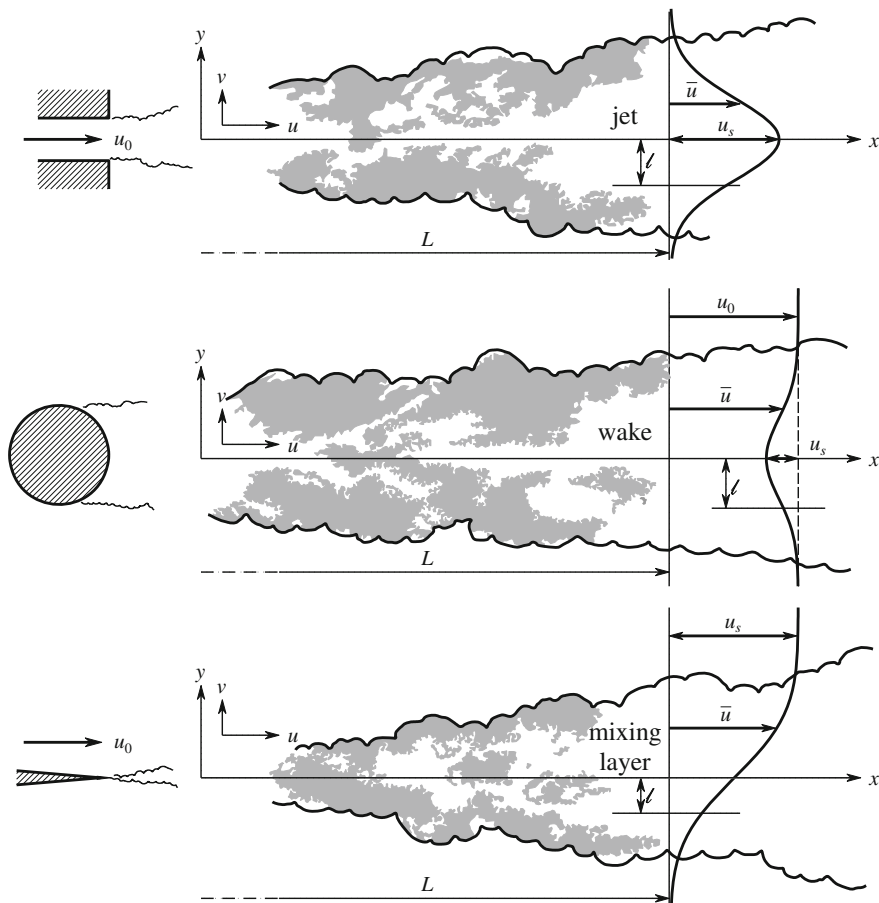 y
v
u
u₀
jet
u̅
uₛ
x
ℓ
L
u₀
y
v
u
wake
u̅
uₛ
x
ℓ
L
uₛ
y
v
u
u₀
mixing
layer
u̅
x
ℓ
L